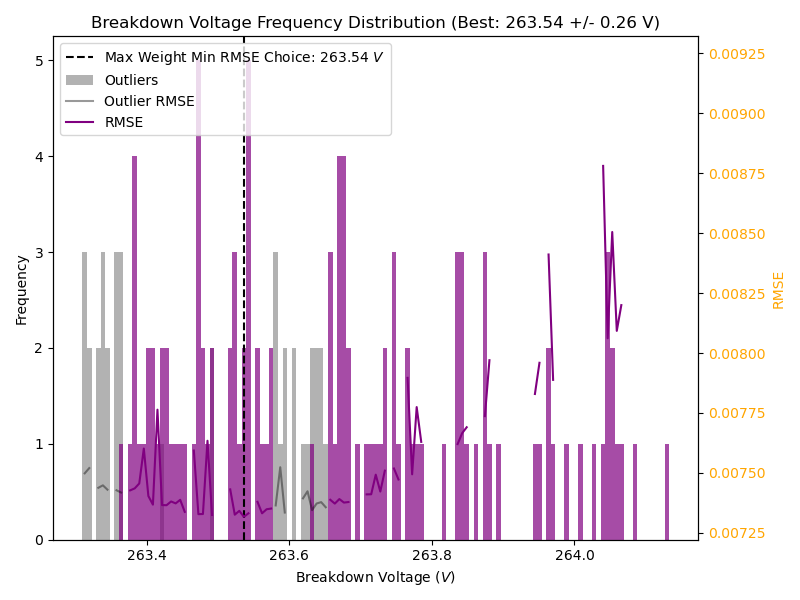 Breakdown Voltage Frequency Distribution (Best: 263.54 +/- 0.26 V)
Max Weight Min RMSE Choice: 263.54 V
Outliers
Outlier RMSE
RMSE
Frequency
5
4
3
2
1
0
0.00925
0.00900
0.00875
0.00850
0.00825
0.00800
0.00775
0.00750
0.00725
RMSE
263.4
263.6
263.8
264.0
Breakdown Voltage (V)